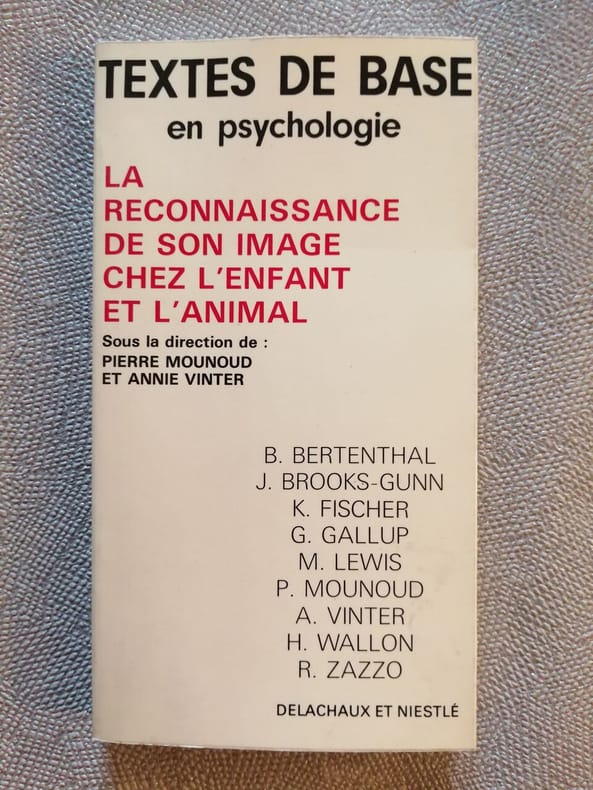 TEXTES DE BASE
en psychologie
LA
RECONNAISSANCE
DE SON IMAGE
CHEZ L'ENFANT
ET L'ANIMAL
Sous la direction de :
PIERRE MOUNOUD
ET ANNIE VINTER
B. BERTENTHAL
J. BROOKS-GUNN
K. FISCHER
G. GALLUP
M. LEWIS
P. MOUNOUD
A. VINTER
H. WALLON
R. ZAZZO
DELACHAUX ET NIESTLÉ